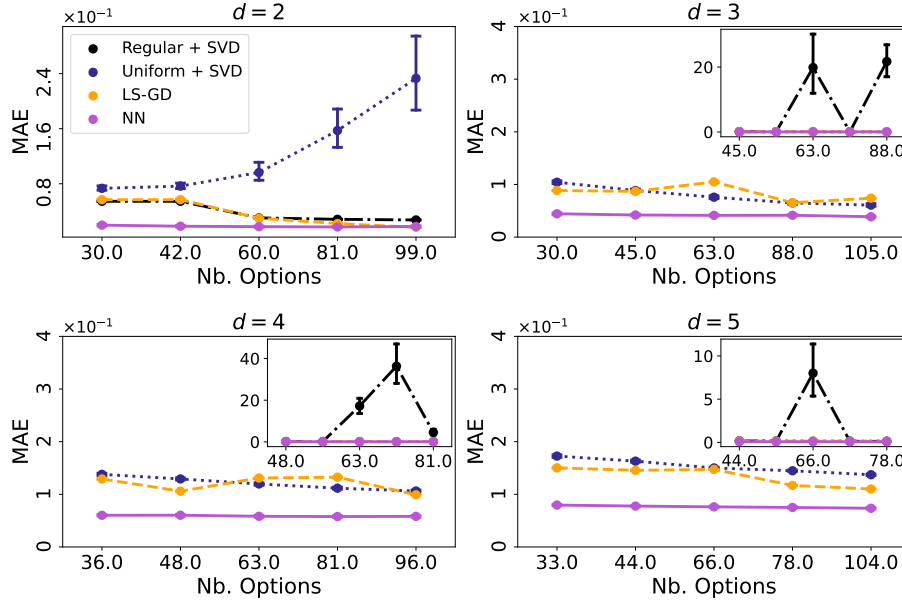 ×10⁻¹
d = 2
MAE
2.4
1.6
0.8
Regular + SVD
Uniform + SVD
LS-GD
NN
30.0 42.0 60.0 81.0 99.0
Nb. Options
×10⁻¹
d = 3
MAE
4
3
2
1
0
20
0
45.0 63.0 88.0
30.0 45.0 63.0 88.0 105.0
Nb. Options
×10⁻¹
d = 4
MAE
4
3
2
1
0
40
20
0
48.0 63.0 81.0
36.0 48.0 63.0 81.0 96.0
Nb. Options
×10⁻¹
d = 5
MAE
4
3
2
1
0
10
5
0
44.0 66.0 78.0
33.0 44.0 66.0 78.0 104.0
Nb. Options